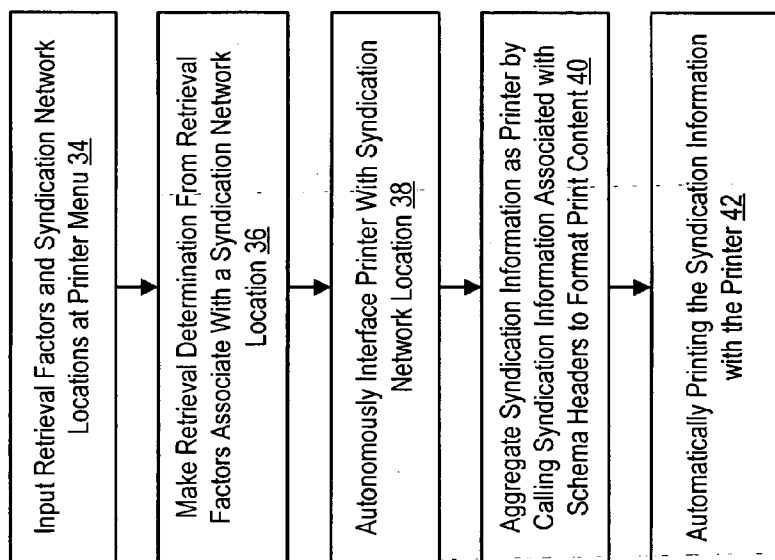 Input Retrieval Factors and Syndication Network
Locations at Printer Menu 34
Make Retrieval Determination From Retrieval
Factors Associate With a Syndication Network
Location 36
Autonomously Interface Printer With Syndication
Network Location 38
Aggregate Syndication Information as Printer by
Calling Syndication Information Associated with
Schema Headers to Format Print Content 40
Automatically Printing the Syndication Information
with the Printer 42